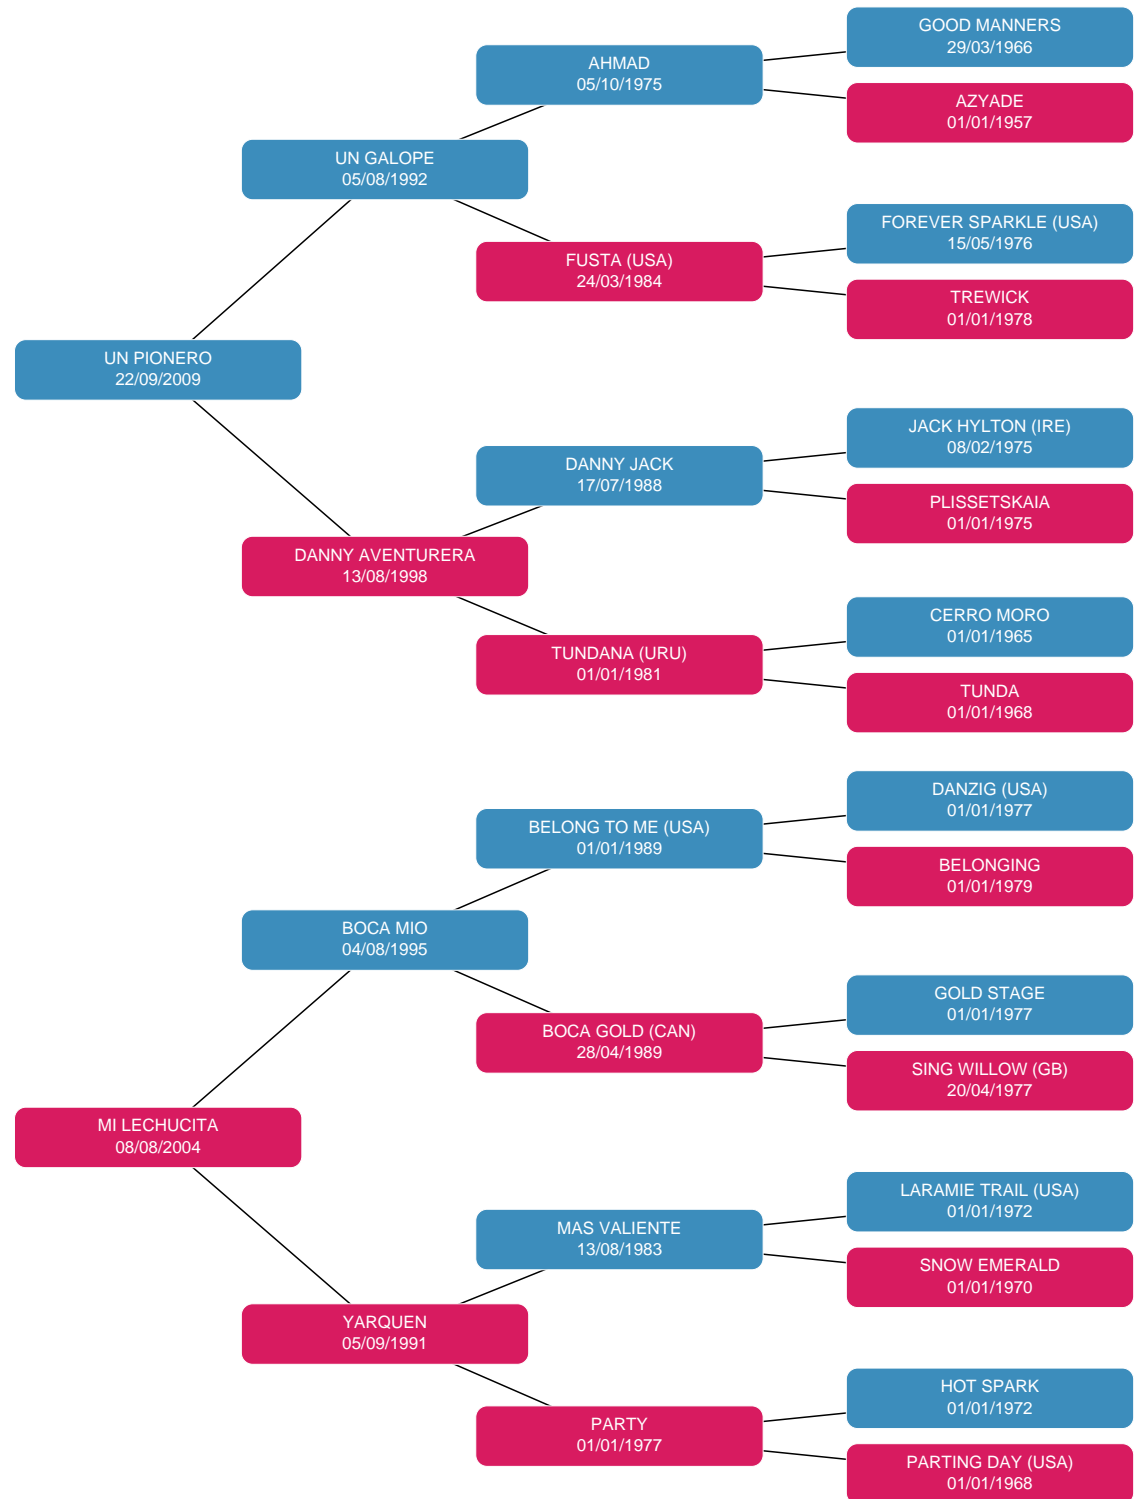 GOOD MANNERS
29/03/1966
AHMAD
05/10/1975
AZYADE
01/01/1957
UN GALOPE
05/08/1992
FOREVER SPARKLE (USA)
15/05/1976
FUSTA (USA)
24/03/1984
TREWICK
01/01/1978
UN PIONERO
22/09/2009
JACK HYLTON (IRE)
08/02/1975
DANNY JACK
17/07/1988
PLISSETSKAIA
01/01/1975
DANNY AVENTURERA
13/08/1998
CERRO MORO
01/01/1965
TUNDANA (URU)
01/01/1981
TUNDA
01/01/1968
DANZIG (USA)
01/01/1977
BELONG TO ME (USA)
01/01/1989
BELONGING
01/01/1979
BOCA MIO
04/08/1995
GOLD STAGE
01/01/1977
BOCA GOLD (CAN)
28/04/1989
SING WILLOW (GB)
20/04/1977
MI LECHUCITA
08/08/2004
LARAMIE TRAIL (USA)
01/01/1972
MAS VALIENTE
13/08/1983
SNOW EMERALD
01/01/1970
YARQUEN
05/09/1991
HOT SPARK
01/01/1972
PARTY
01/01/1977
PARTING DAY (USA)
01/01/1968